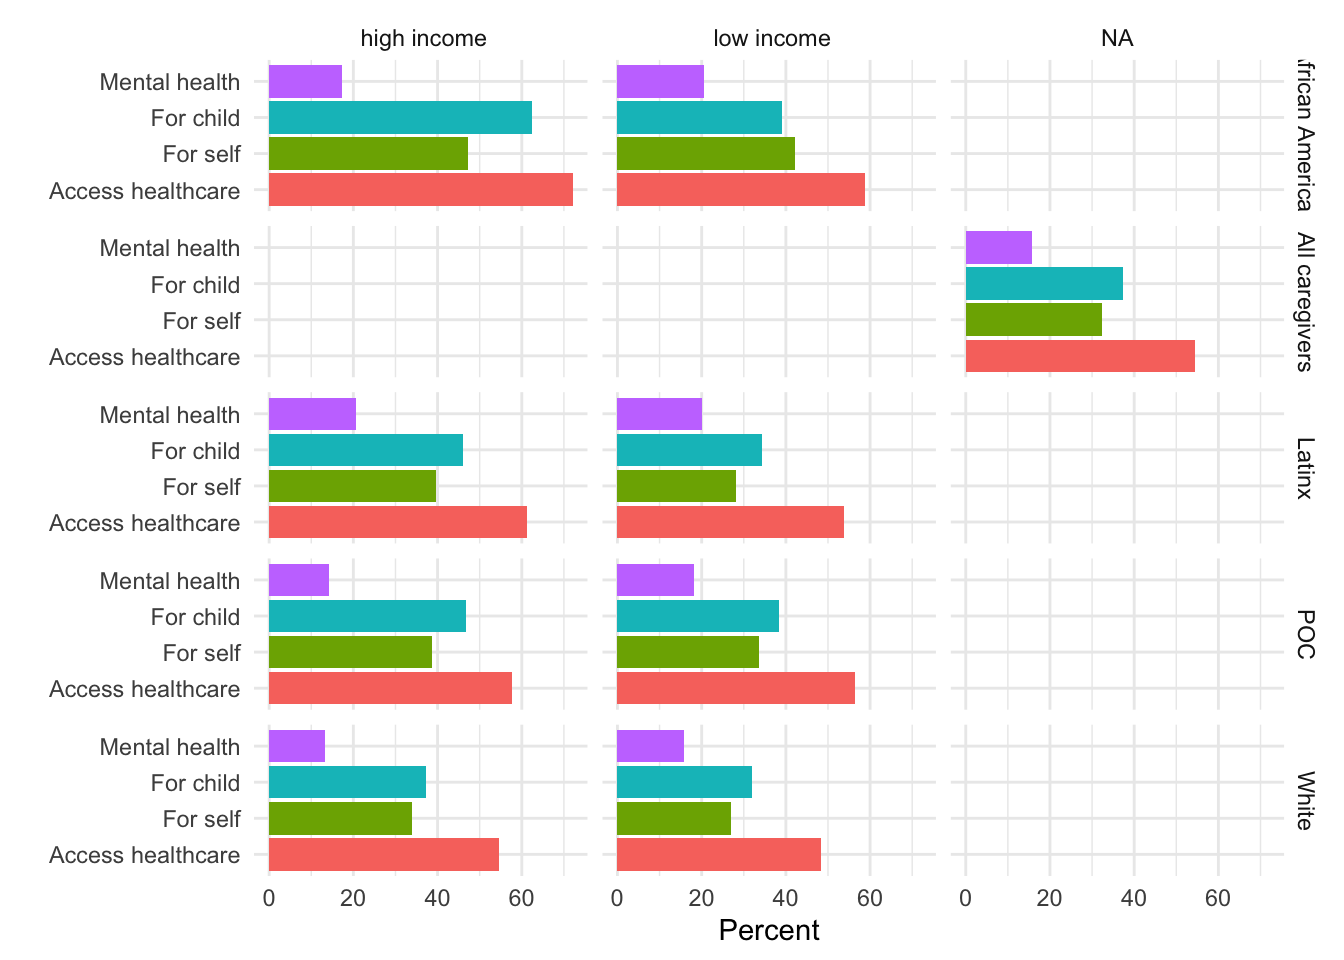 high income low income NA
Mental health
For child
For self
Access healthcare
frican America
Mental health
For child
For self
Access healthcare
All caregivers
Mental health
For child
For self
Access healthcare
Latinx
Mental health
For child
For self
Access healthcare
POC
Mental health
For child
For self
Access healthcare
White
0 20 40 60 0 20 40 60 0 20 40 60
Percent